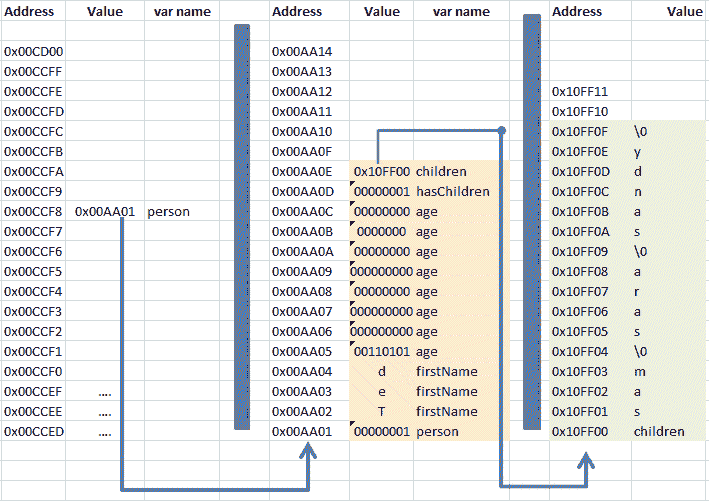 Address Value var name Address Value var name Address Value
0x00CD00 0x00AA14
0x00CCFF 0x00AA13
0x00CCFE 0x00AA12 0x10FF11
0x00CCFD 0x00AA11 0x10FF10
0x00CCFC 0x00AA10 0x10FF0F \0
0x00CCFB 0x00AA0F 0x10FF0E y
0x00CCFA 0x00AA0E 0x10FF00 children 0x10FF0D d
0x00CCF9 0x00AA0D 00000001 hasChildren 0x10FF0C n
0x00CCF8 0x00AA01 person 0x00AA0C 00000000 age 0x10FF0B a
0x00CCF7 0x00AA0B 0000000 age 0x10FF0A s
0x00CCF6 0x00AA0A 00000000 age 0x10FF09 \0
0x00CCF5 0x00AA09 000000000 age 0x10FF08 a
0x00CCF4 0x00AA08 00000000 age 0x10FF07 r
0x00CCF3 0x00AA07 000000000 age 0x10FF06 a
0x00CCF2 0x00AA06 000000000 age 0x10FF05 s
0x00CCF1 0x00AA05 00110101 age 0x10FF04 \0
0x00CCF0 0x00AA04 d firstName 0x10FF03 m
0x00CCEF .... 0x00AA03 e firstName 0x10FF02 a
0x00CCEE .... 0x00AA02 T firstName 0x10FF01 s
0x00CCED .... 0x00AA01 00000001 person 0x10FF00 children